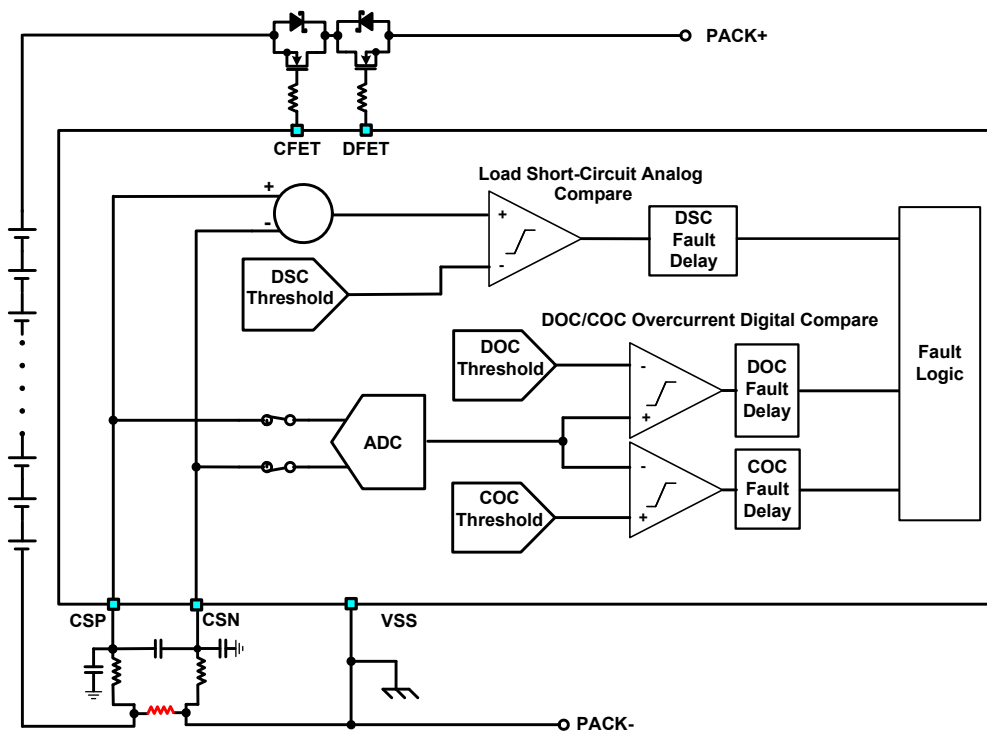 PACK+
CFET
DFET
Load Short-Circuit Analog
Compare
+
-
+
-
DSC
Threshold
DSC
Fault
Delay
DOC/COC Overcurrent Digital Compare
DOC
Threshold
-
+
DOC
Fault
Delay
Fault
Logic
ADC
COC
Threshold
-
+
COC
Fault
Delay
CSP
CSN
VSS
PACK-